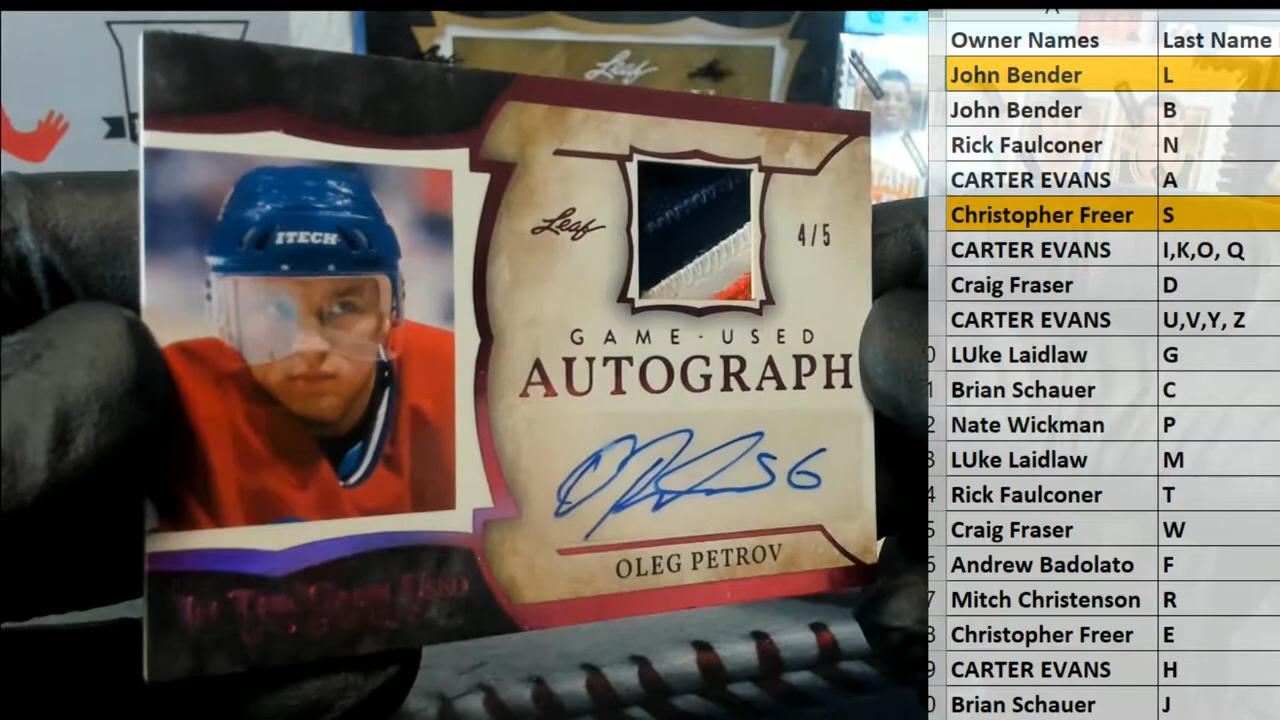 Leaf
ITECH
Leaf
4/5
GAME-USED
AUTOGRAPH
56
OLEG PETROV
Owner Names Last Name
John Bender L
John Bender B
Rick Faulconer N
CARTER EVANS A
Christopher Freer S
CARTER EVANS I,K,O, Q
Craig Fraser D
CARTER EVANS U,V,Y, Z
LUke Laidlaw G
Brian Schauer C
Nate Wickman P
LUke Laidlaw M
Rick Faulconer T
Craig Fraser W
Andrew Badolato F
Mitch Christenson R
Christopher Freer E
CARTER EVANS H
Brian Schauer J